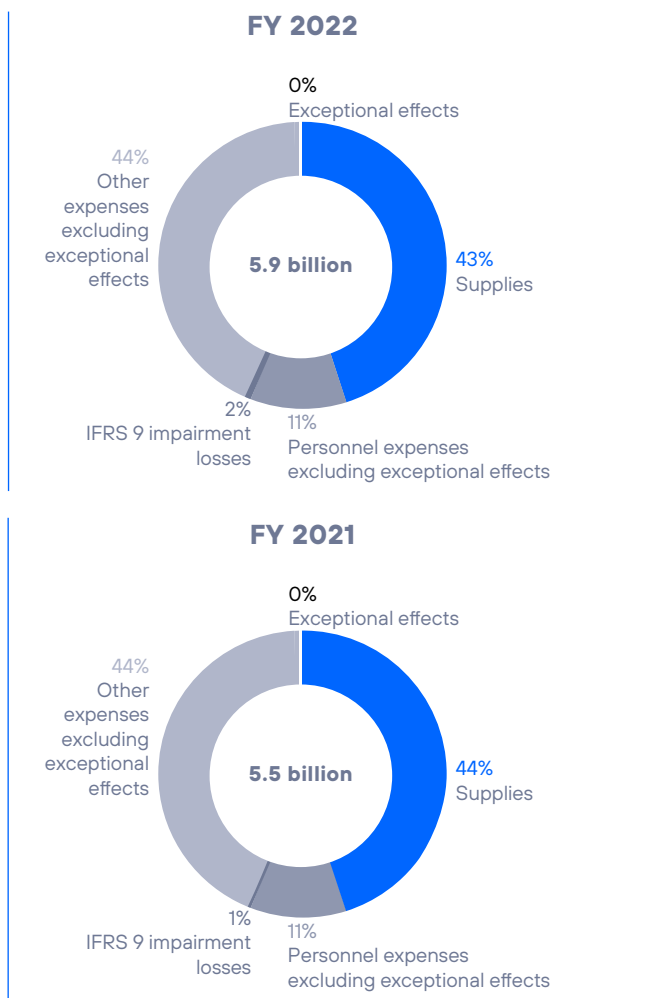 FY 2022
0%
Exceptional effects
44%
Other
expenses
excluding
exceptional
effects
5.9 billion
43%
Supplies
2%
IFRS 9 impairment
losses
11%
Personnel expenses
excluding exceptional effects
FY 2021
0%
Exceptional effects
44%
Other
expenses
excluding
exceptional
effects
5.5 billion
44%
Supplies
1%
IFRS 9 impairment
losses
11%
Personnel expenses
excluding exceptional effects